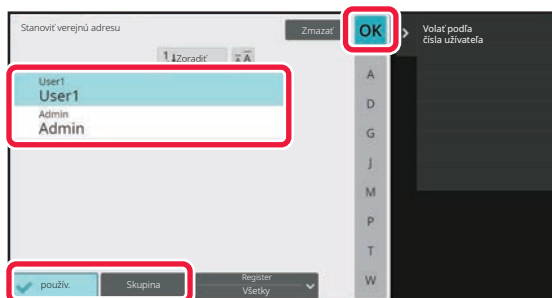 Stanoviť verejnú adresu
Zmazať
OK
Volať podľa
čísla užívateľa
Zoradiť
User1
User1
Admin
Admin
A
D
G
J
M
P
T
W
použív.
Skupina
Register
Všetky